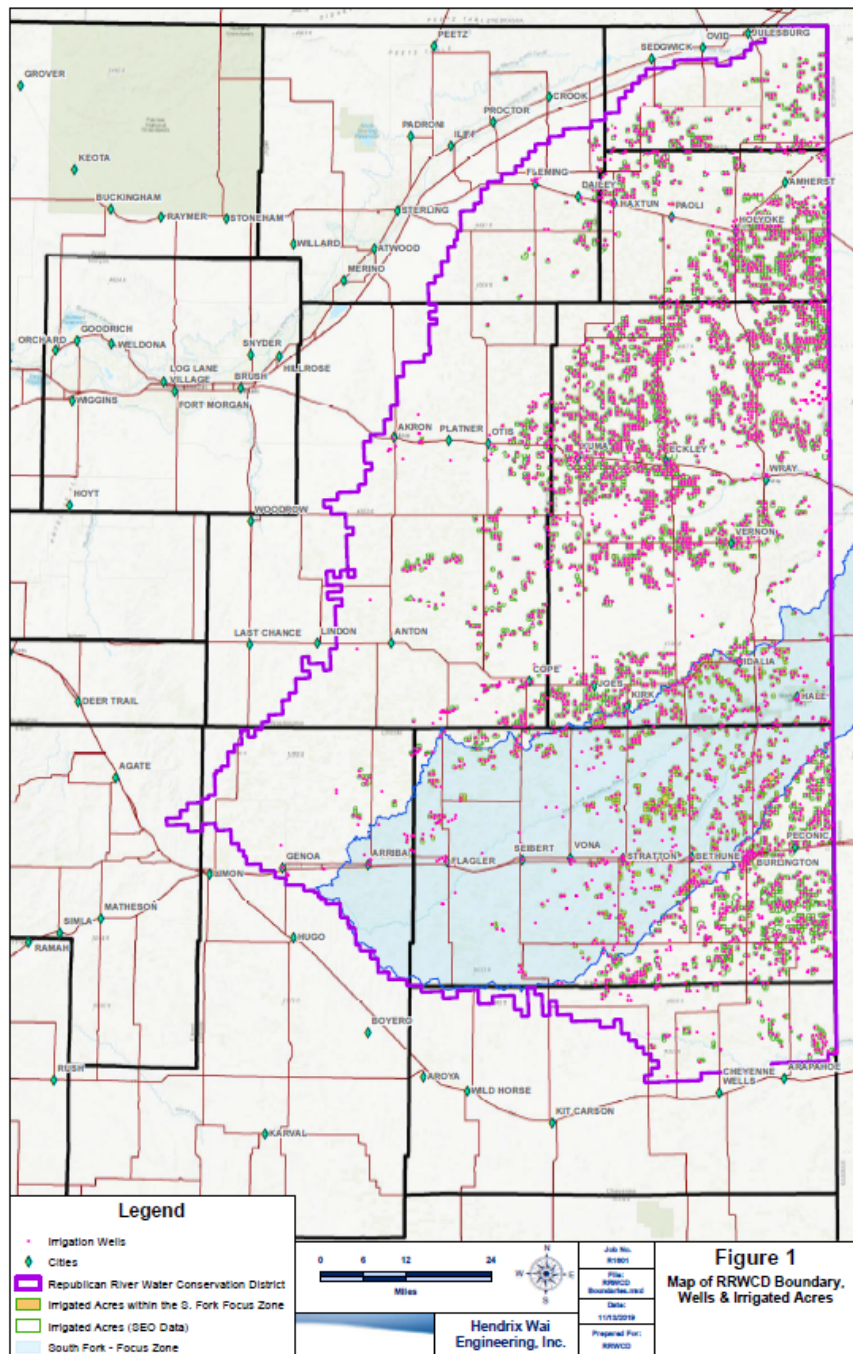 PEETZ
OVID
JULESBURG
SEDGWICK
GROVER
CROOK
PROCTOR
PADRONI
ILIFF
KEOTA
FLEMING
DAILEY
AMHERST
HAXTUN
PAOLI
BUCKINGHAM
RAYMER
STONEHAM
STERLING
HOLYOKE
WILLARD
ATWOOD
MERINO
ORCHARD
GOODRICH
WELDONA
SNYDER
HILLROSE
LOG LANE
VILLAGE
BRUSH
WIGGINS
FORT MORGAN
AKRON
PLATNER
OTIS
YUMA
ECKLEY
WRAY
HOYT
WOODROW
VERNON
LAST CHANCE
LINDON
ANTON
COPE
JOES
KIRK
IDALIA
HALE
DEER TRAIL
AGATE
GENOA
ARRIBA
FLAGLER
SEIBERT
VONA
STRATTON
BETHUNE
PECONIC
BURLINGTON
LIMON
MATHESON
SIMLA
RAMAH
HUGO
BOYERO
RUSH
AROYA
WILD HORSE
CHEYENNE
WELLS
ARAPAHOE
KIT CARSON
KARVAL
Legend
Irrigation Wells
Cities
Republican River Water Conservation District
Irrigated Acres within the S. Fork Focus Zone
Irrigated Acres (SEO Data)
South Fork - Focus Zone
0 6 12 24
Miles
N
W E
S
Hendrix Wai
Engineering, Inc.
Job No.
R1601
File:
RRWCD
Boundaries.mxd
Date:
11/13/2019
Prepared For:
RRWCD
Figure 1
Map of RRWCD Boundary,
Wells & Irrigated Acres